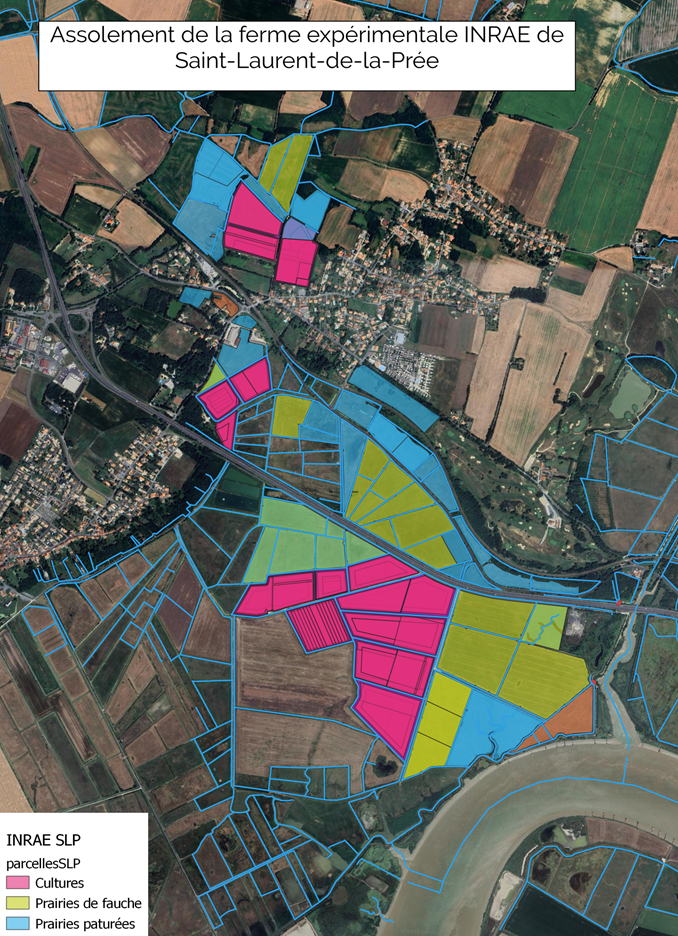 Assolement de la ferme expérimentale INRAE de
Saint-Laurent-de-la-Prée
INRAE SLP
parcellesSLP
Cultures
Prairies de fauche
Prairies paturées